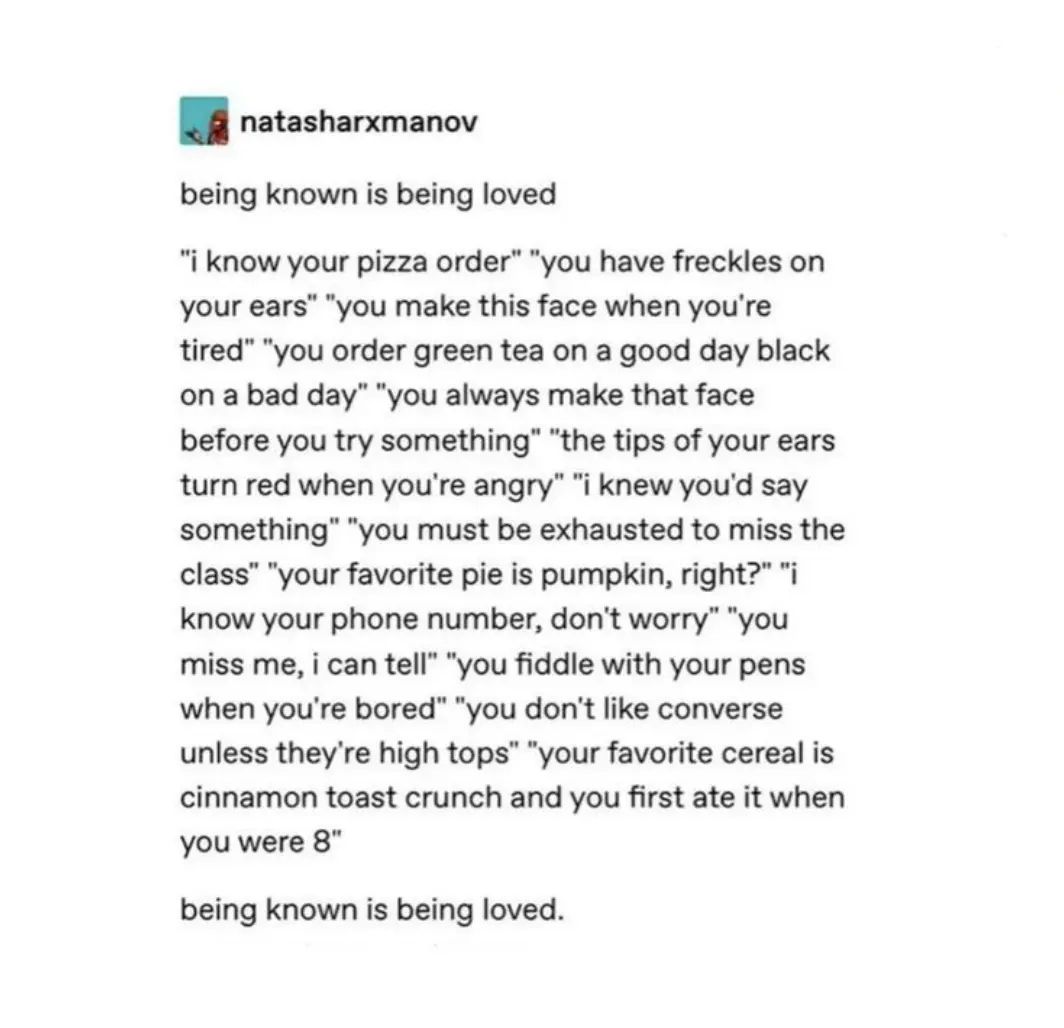 natasharxmanov
being known is being loved
"i know your pizza order" "you have freckles on
your ears" "you make this face when you're
tired" "you order green tea on a good day black
on a bad day" "you always make that face
before you try something" "the tips of your ears
turn red when you're angry" "i knew you'd say
something" "you must be exhausted to miss the
class" "your favorite pie is pumpkin, right?" "i
know your phone number, don't worry" "you
miss me, i can tell" "you fiddle with your pens
when you're bored" "you don't like converse
unless they're high tops" "your favorite cereal is
cinnamon toast crunch and you first ate it when
you were 8"
being known is being loved.